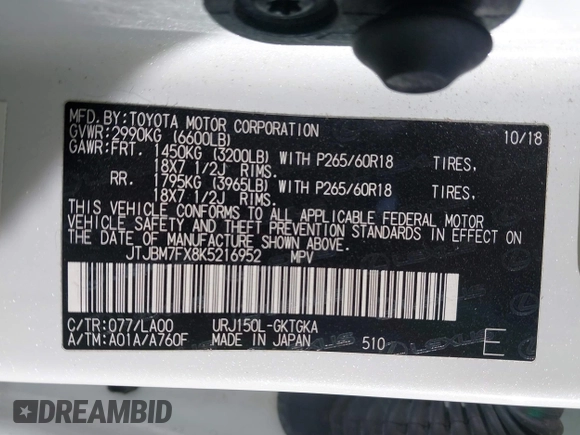 MFD.BY:TOYOTA MOTOR CORPORATION 10/18
GVWR:2990KG (6600LB)
GAWR:FRT. 1450KG (3200LB) WITH P265/60R18 TIRES,
18X7 1/2J RIMS.
RR. 1795KG (3965LB) WITH P265/60R18 TIRES,
18X7 1/2J RIMS.
THIS VEHICLE CONFORMS TO ALL APPLICABLE FEDERAL MOTOR
VEHICLE SAFETY STANDARDS IN EFFECT ON THE DATE OF
MANUFACTURE SHOWN ABOVE.
JTJBM7FX8K5216952 MPV
C/TR:077/LA00 URJ150L-GKTGKA
A/TM:A01A/A760F MADE IN JAPAN 510 E
LEXUS
DREAMBID